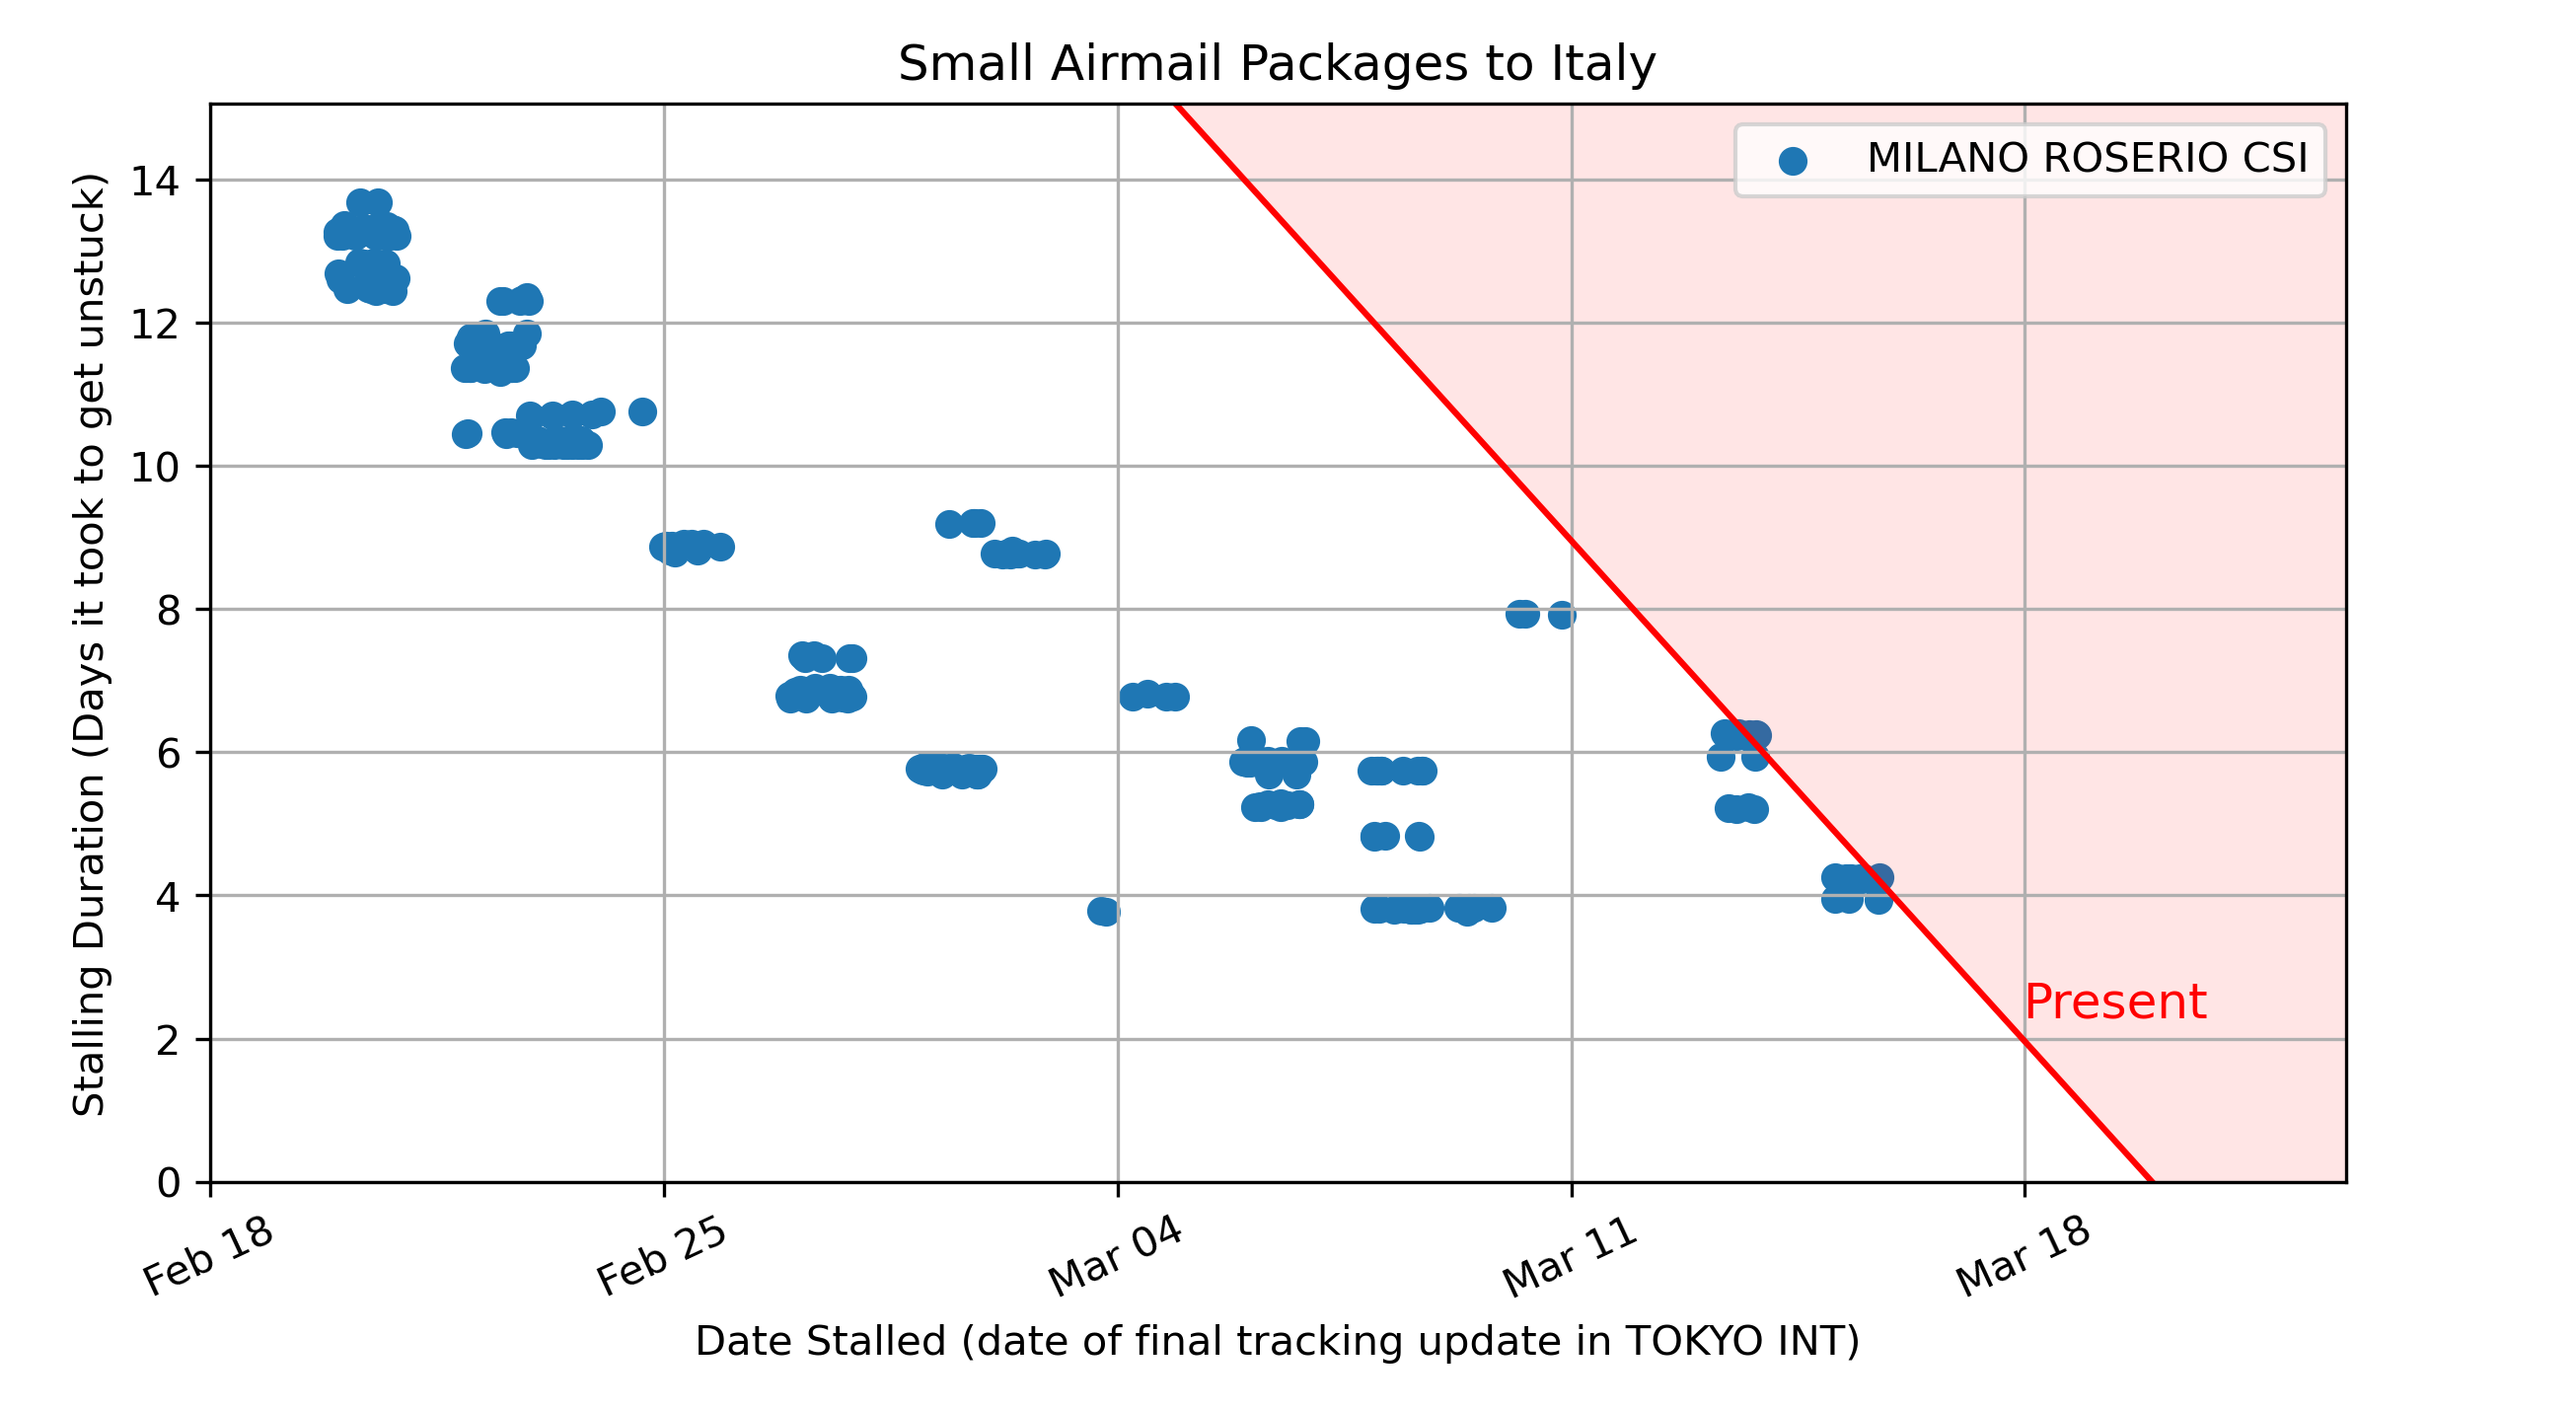 Small Airmail Packages to Italy
MILANO ROSERIO CSI
Stalling Duration (Days it took to get unstuck)
14
12
10
8
6
4
2
0
Present
Feb 18
Feb 25
Mar 04
Mar 11
Mar 18
Date Stalled (date of final tracking update in TOKYO INT)